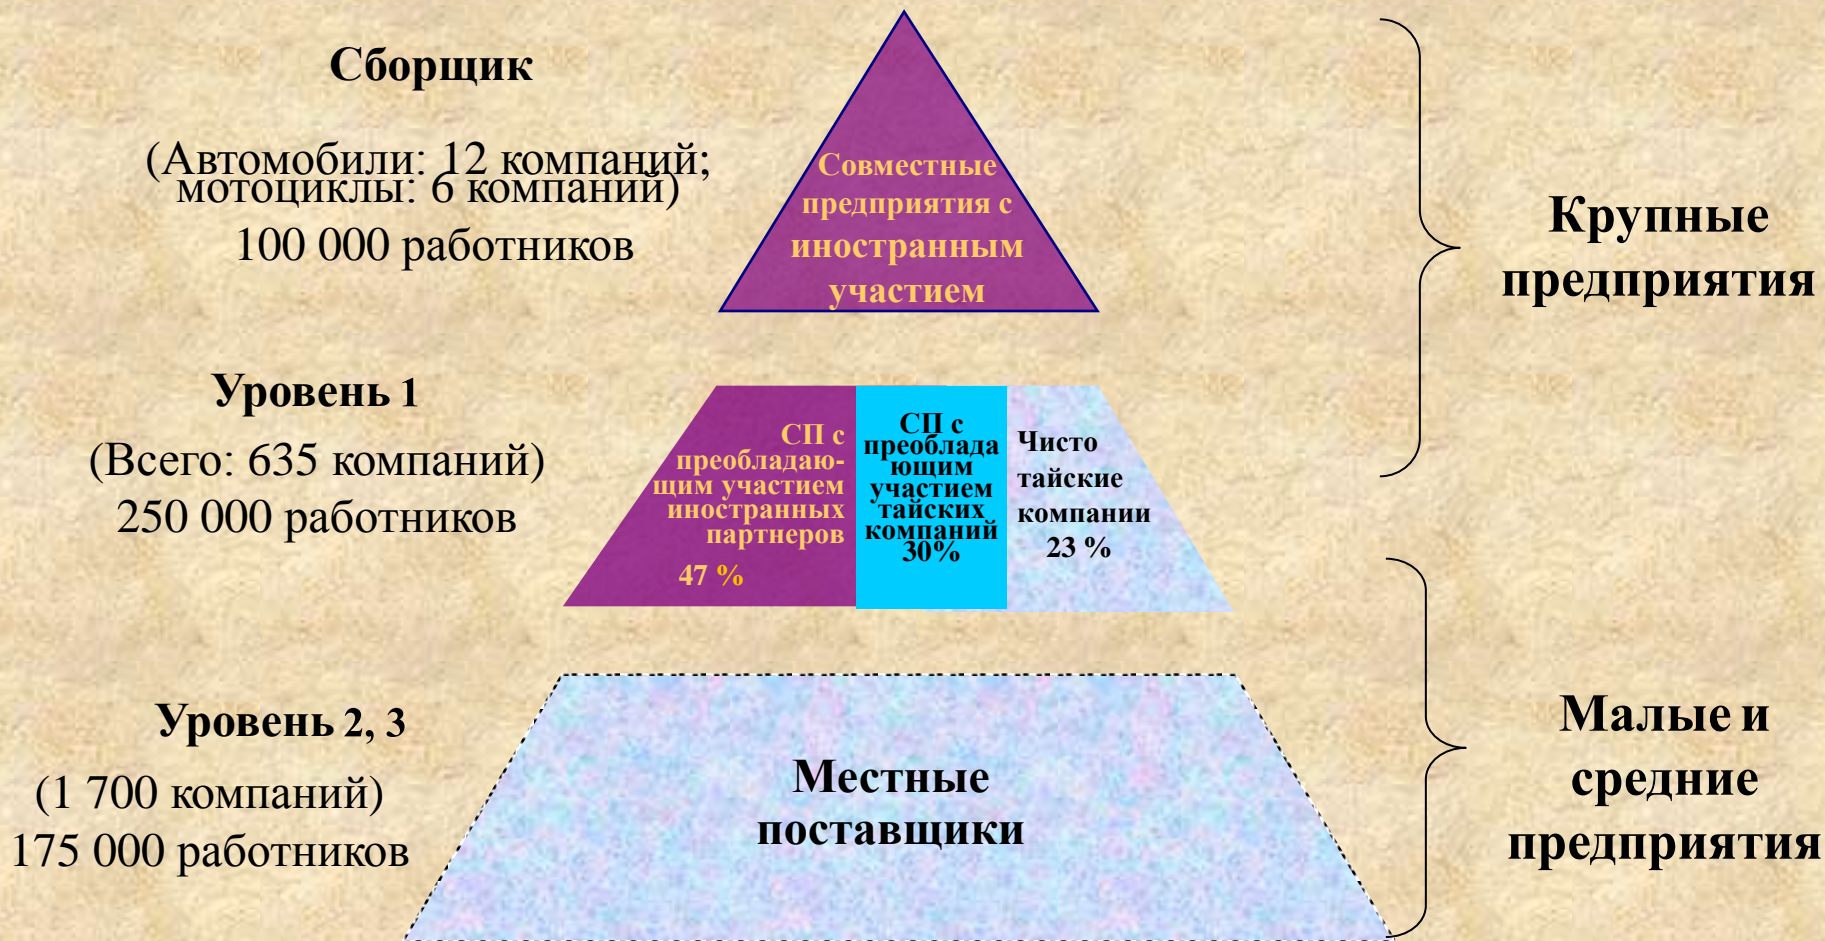 Сборщик
(Автомобили: 12 компаний;
мотоциклы: 6 компаний)
100 000 работников
Совместные
предприятия с
иностранным
участием
Крупные
предприятия
Уровень 1
(Всего: 635 компаний)
250 000 работников
СП с
преобладаю-
щим участием
иностранных
партнеров
47 %
СП с
преоблада
ющим
участием
тайских
компаний
30%
Чисто
тайские
компании
23 %
Уровень 2, 3
(1 700 компаний)
175 000 работников
Местные
поставщики
Малые и
средние
предприятия